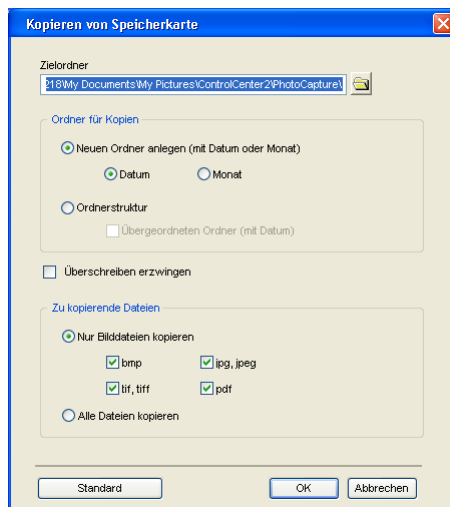 Kopieren von Speicherkarte
Zielordner
218\My Documents\My Pictures\ControlCenter2\PhotoCapture\
Ordner für Kopien
Neuen Ordner anlegen (mit Datum oder Monat)
Datum Monat
Ordnerstruktur
Übergeordneten Ordner (mit Datum)
Überschreiben erzwingen
Zu kopierende Dateien
Nur Bilddateien kopieren
bmp jpg, jpeg
tif, tiff pdf
Alle Dateien kopieren
Standard OK Abbrechen